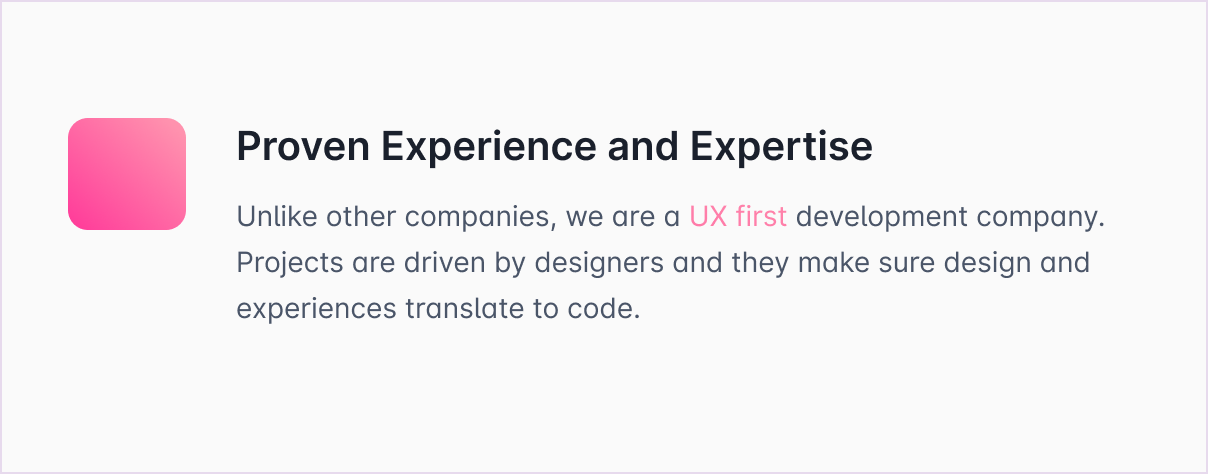 Proven Experience and Expertise
Unlike other companies, we are a UX first development company.
Projects are driven by designers and they make sure design and
experiences translate to code.